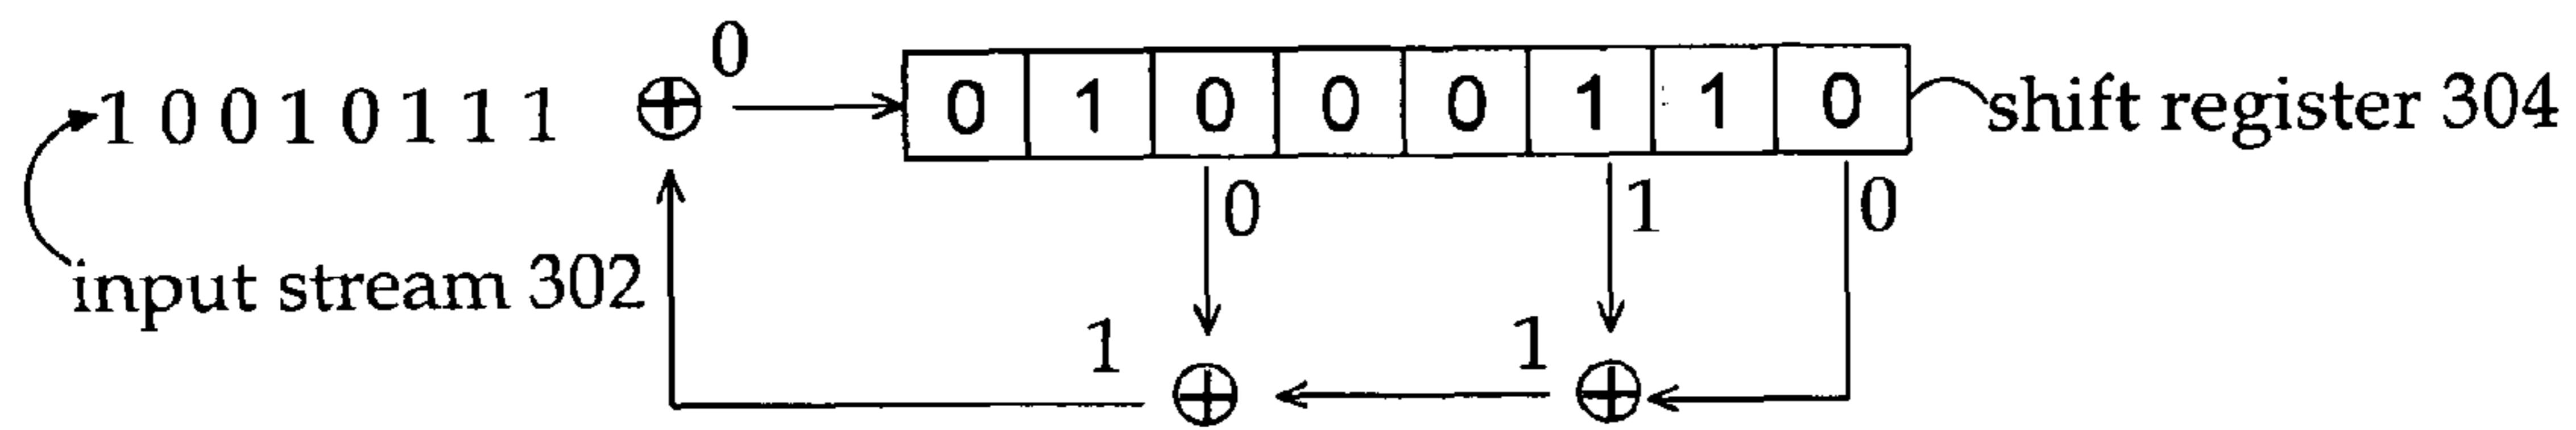 0
1 0 0 1 0 1 1 1 0 1 0 0 0 1 1 0 shift register 304
0 1 0
input stream 302
1 1